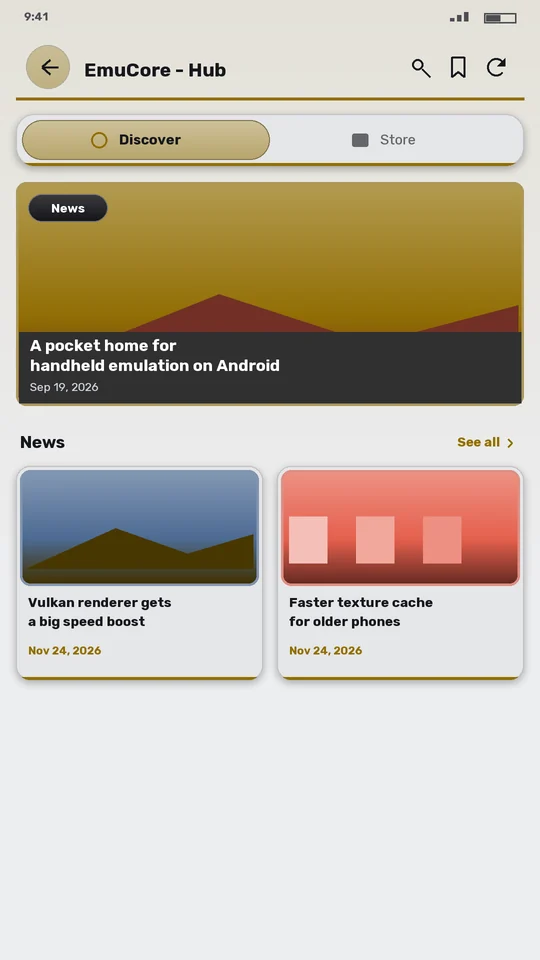 9:41
EmuCore - Hub
Discover
Store
News
A pocket home for
handheld emulation on Android
Sep 19, 2026
News
See all
Vulkan renderer gets
a big speed boost
Nov 24, 2026
Faster texture cache
for older phones
Nov 24, 2026